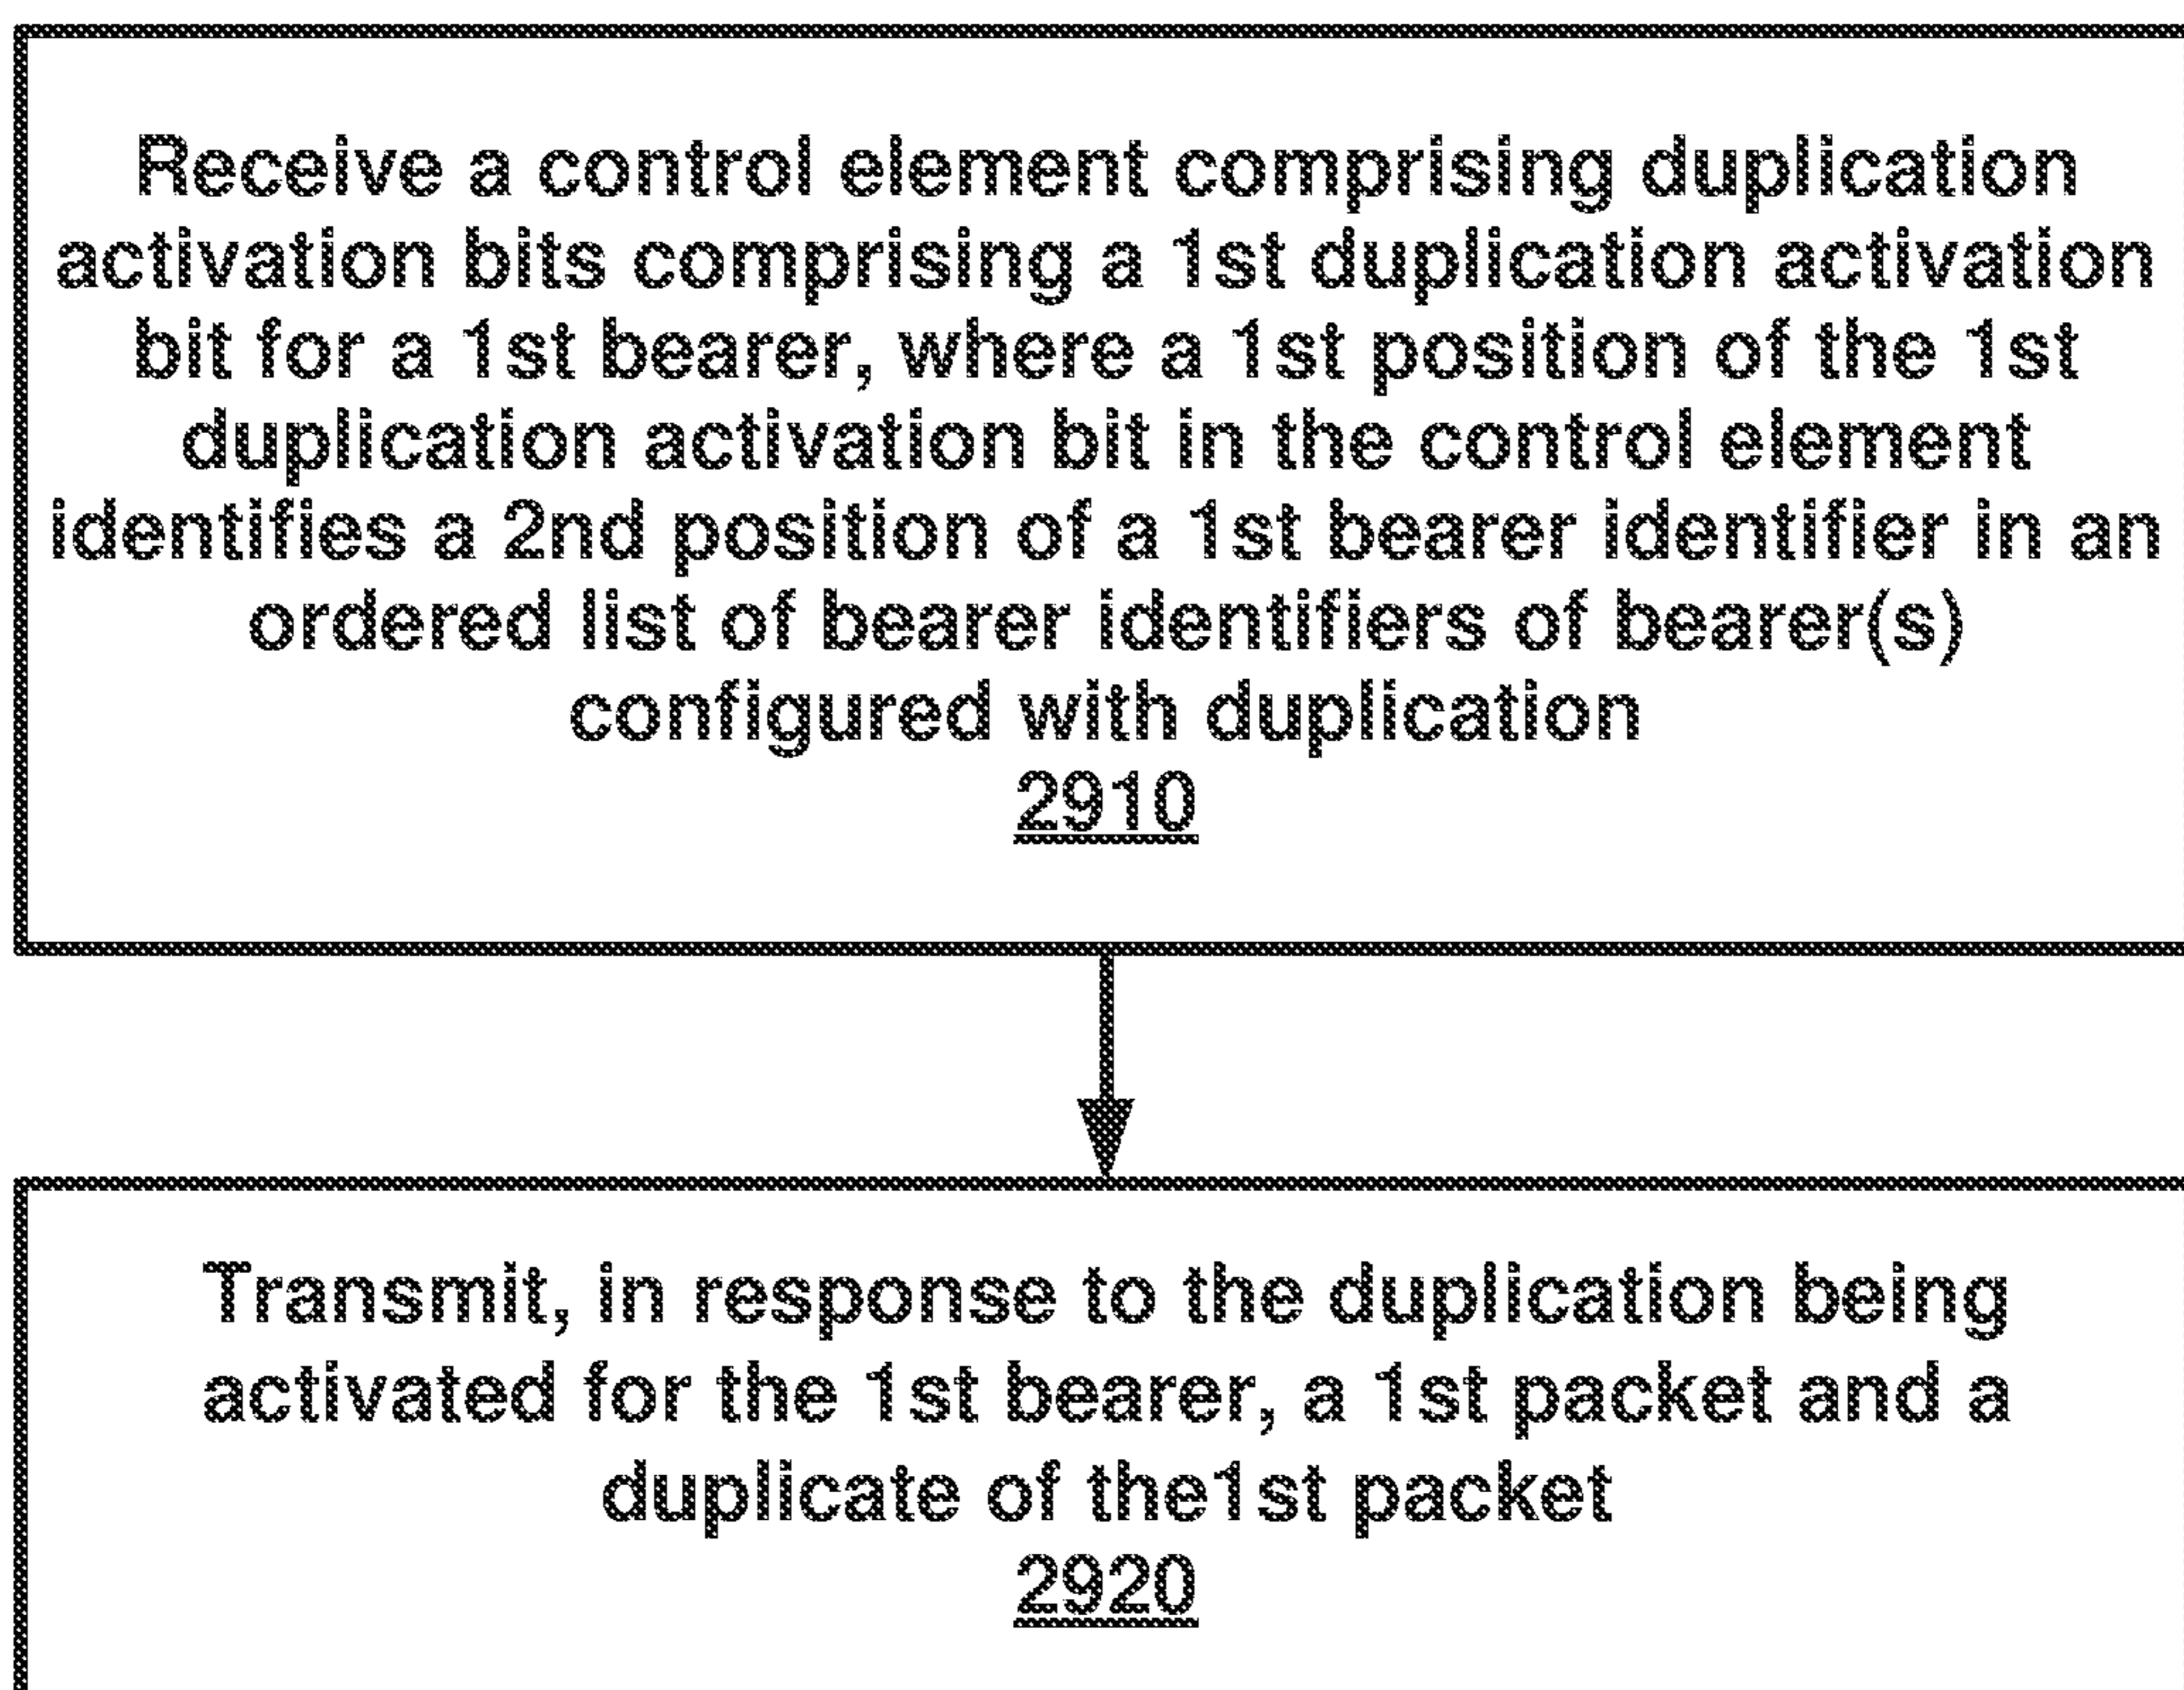 Receive a control element comprising duplication
activation bits comprising a 1st duplication activation
bit for a 1st bearer, where a 1st position of the 1st
duplication activation bit in the control element
identifies a 2nd position of a 1st bearer identifier in an
ordered list of bearer identifiers of bearer(s)
configured with duplication
2910
Transmit, in response to the duplication being
activated for the 1st bearer, a 1st packet and a
duplicate of the1st packet
2920